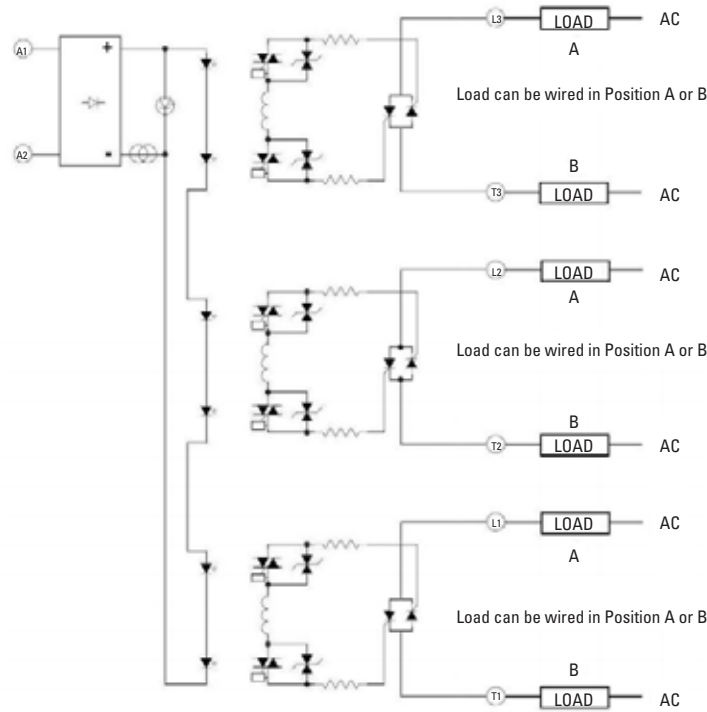 L3 LOAD AC
A
A1 +
Load can be wired in Position A or B
A2 -
B
T3 LOAD AC
L2 LOAD AC
A
Load can be wired in Position A or B
B
T2 LOAD AC
L1 LOAD AC
A
Load can be wired in Position A or B
B
T1 LOAD AC